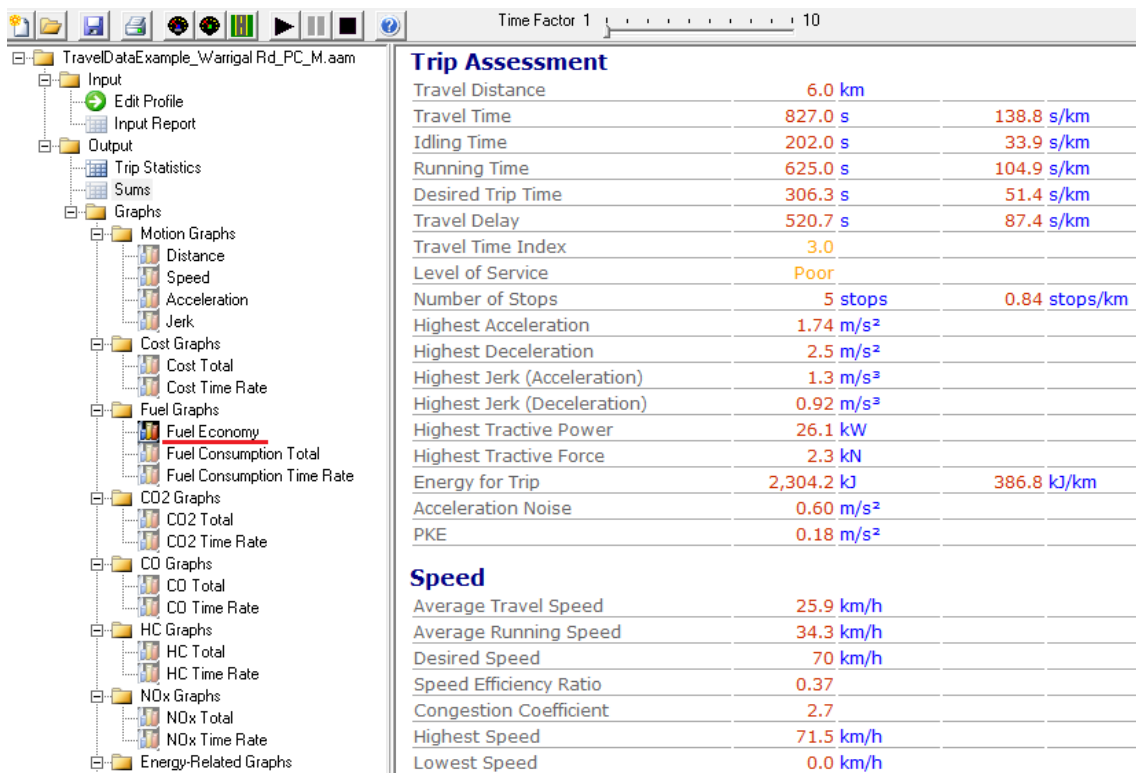 Time Factor 1 10
TravelDataExample_Warrigal Rd_PC_M.aam
Input
Edit Profile
Input Report
Output
Trip Statistics
Sums
Graphs
Motion Graphs
Distance
Speed
Acceleration
Jerk
Cost Graphs
Cost Total
Cost Time Rate
Fuel Graphs
Fuel Economy
Fuel Consumption Total
Fuel Consumption Time Rate
CO2 Graphs
CO2 Total
CO2 Time Rate
CO Graphs
CO Total
CO Time Rate
HC Graphs
HC Total
HC Time Rate
NOx Graphs
NOx Total
NOx Time Rate
Energy-Related Graphs
Trip Assessment
Travel Distance 6.0 km
Travel Time 827.0 s 138.8 s/km
Idling Time 202.0 s 33.9 s/km
Running Time 625.0 s 104.9 s/km
Desired Trip Time 306.3 s 51.4 s/km
Travel Delay 520.7 s 87.4 s/km
Travel Time Index 3.0
Level of Service Poor
Number of Stops 5 stops 0.84 stops/km
Highest Acceleration 1.74 m/s²
Highest Deceleration 2.5 m/s²
Highest Jerk (Acceleration) 1.3 m/s³
Highest Jerk (Deceleration) 0.92 m/s³
Highest Tractive Power 26.1 kW
Highest Tractive Force 2.3 kN
Energy for Trip 2,304.2 kJ 386.8 kJ/km
Acceleration Noise 0.60 m/s²
PKE 0.18 m/s²
Speed
Average Travel Speed 25.9 km/h
Average Running Speed 34.3 km/h
Desired Speed 70 km/h
Speed Efficiency Ratio 0.37
Congestion Coefficient 2.7
Highest Speed 71.5 km/h
Lowest Speed 0.0 km/h